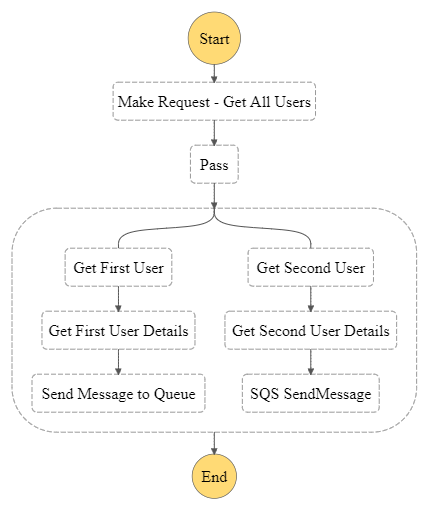 Start
Make Request - Get All Users
Pass
Get First User
Get Second User
Get First User Details
Get Second User Details
Send Message to Queue
SQS SendMessage
End